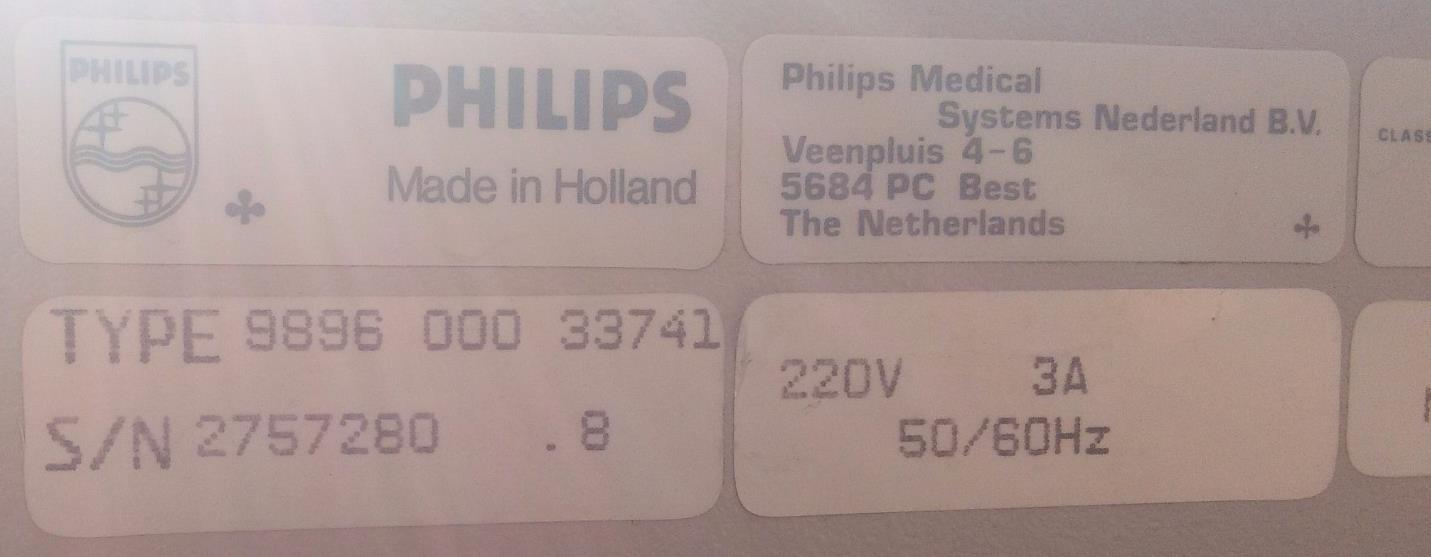 PHILIPS
PHILIPS
Made in Holland
Philips Medical
Systems Nederland B.V.
Veenpluis 4-6
5684 PC Best
The Netherlands
TYPE 9896 000 33741
S/N 2757280 .8
220V 3A
50/60Hz